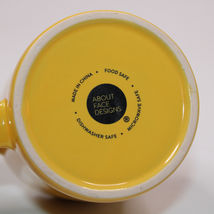 MADE IN CHINA • FOOD SAFE • MICROWAVE SAFE • DISHWASHER SAFE •
ABOUT
FACE
DESIGNS
®